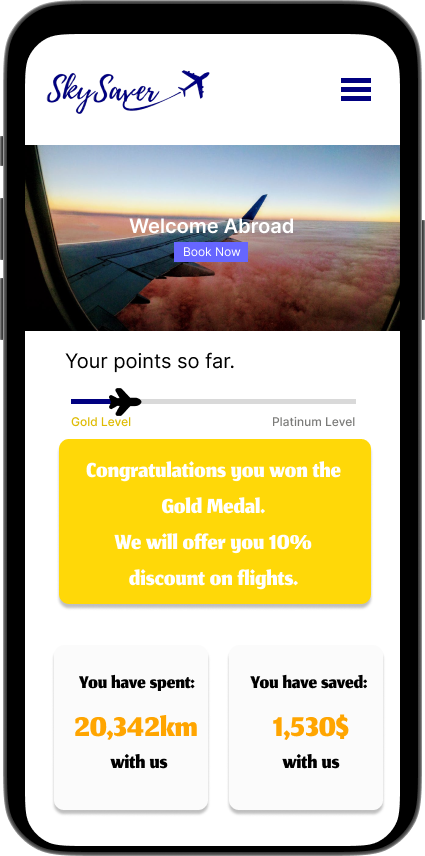 SkySaver
Welcome Abroad
Book Now
Your points so far.
Gold Level
Platinum Level
Congratulations you won the
Gold Medal.
We will offer you 10%
discount on flights.
You have spent:
20,342km
with us
You have saved:
1,530$
with us